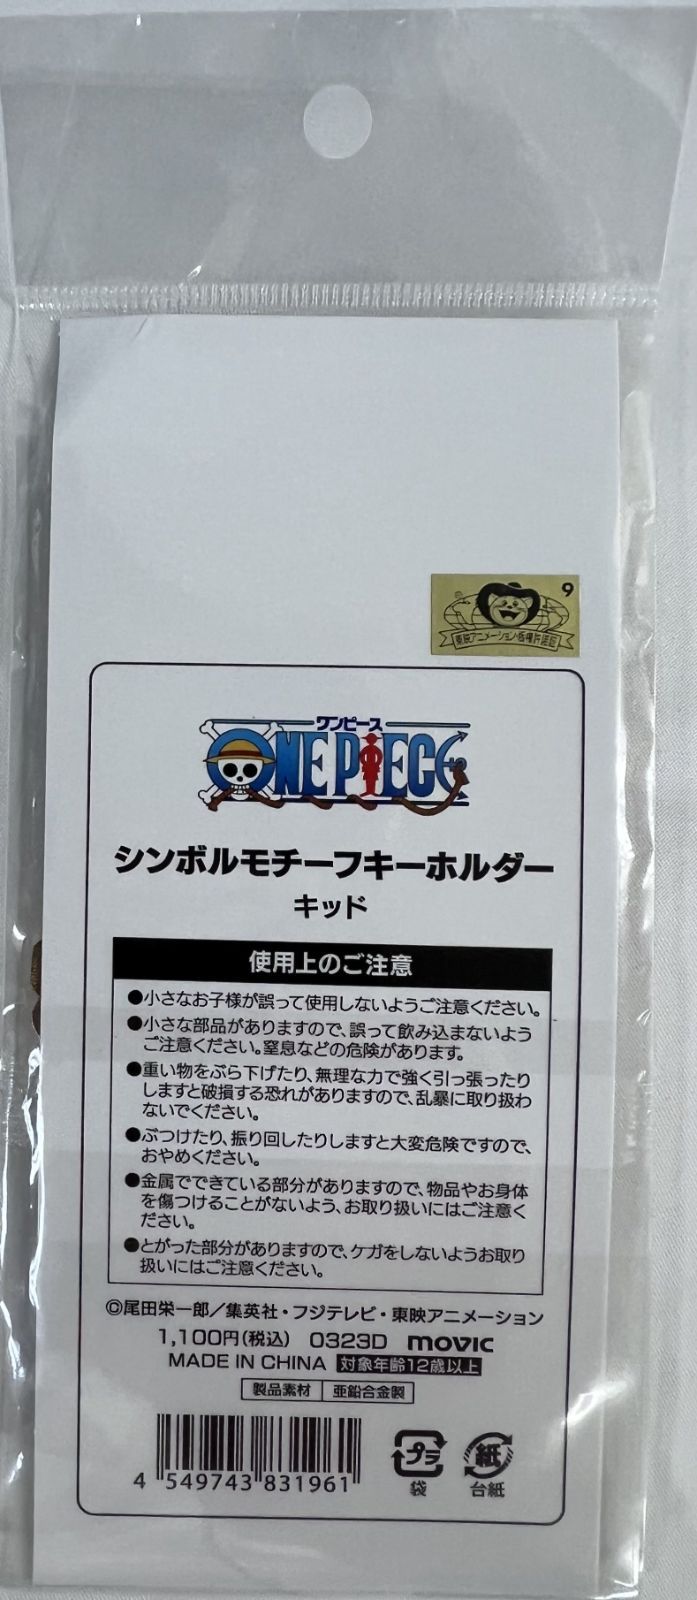 9
東映アニメーション・版権許諾証
ワンピース
ONE PIECE
シンボルモチーフキーホルダー
キッド
使用上のご注意
●小さなお子様が誤って使用しないようご注意ください。
●小さな部品がありますので、誤って飲み込まないよう
ご注意ください。窒息などの危険があります。
●重い物をぶら下げたり、無理な力で強く引っ張ったり
しますと破損する恐れがありますので、乱暴に取り扱わ
ないでください。
●ぶつけたり、振り回したりしますと大変危険ですので、
おやめください。
●金属でできている部分がありますので、物品やお身体
を傷つけることがないよう、お取り扱いにはご注意く
ださい。
●とがった部分がありますので、ケガをしないようお取り
扱いにはご注意ください。
©尾田栄一郎/集英社・フジテレビ・東映アニメーション
1,100円(税込) 0323D movic
MADE IN CHINA 対象年齢12歳以上
製品素材 亜鉛合金製
4 549743 831961
プラ 紙
袋 台紙